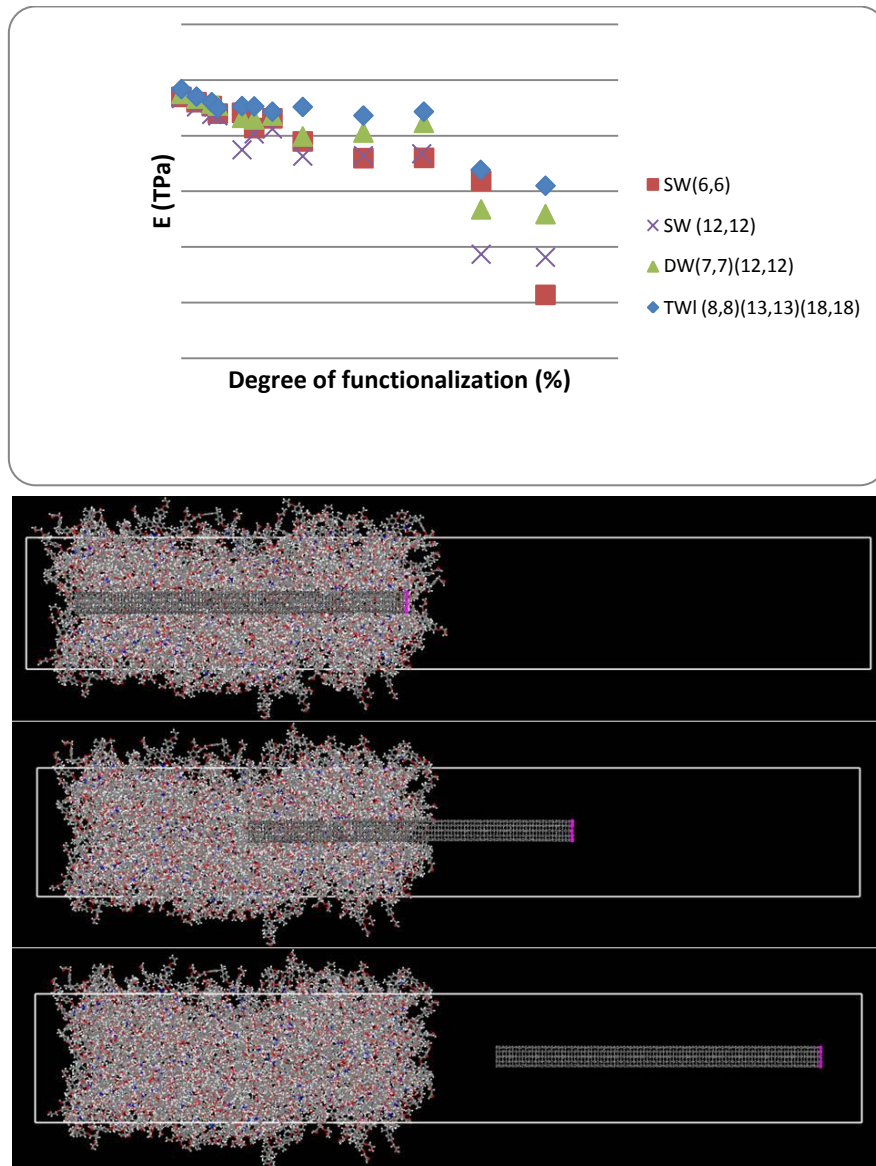 E (TPa)
SW(6,6)
SW (12,12)
DW(7,7)(12,12)
TWl (8,8)(13,13)(18,18)
Degree of functionalization (%)